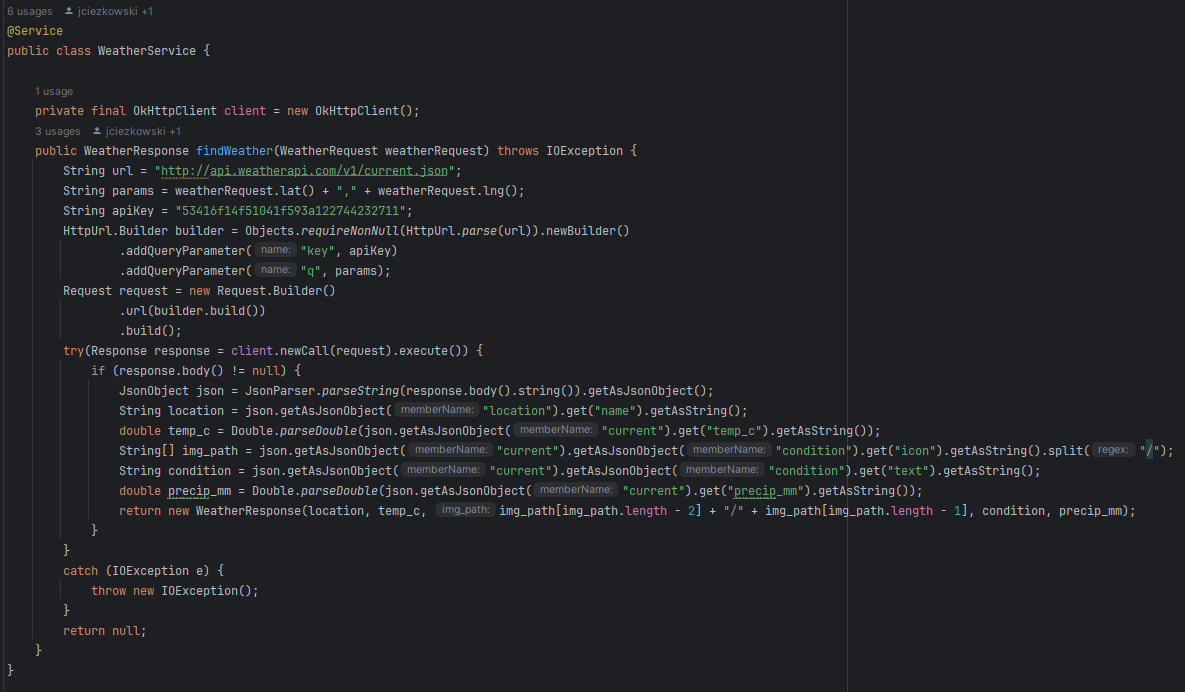 6 usages jciezkowski +1
@Service
public class WeatherService {
1 usage
private final OkHttpClient client = new OkHttpClient();
3 usages jciezkowski +1
public WeatherResponse findWeather(WeatherRequest weatherRequest) throws IOException {
String url = "http://api.weatherapi.com/v1/current.json";
String params = weatherRequest.lat() + "," + weatherRequest.lng();
String apiKey = "53416f14f51041f593a122744232711";
HttpUrl.Builder builder = Objects.requireNonNull(HttpUrl.parse(url)).newBuilder()
.addQueryParameter( name: "key", apiKey)
.addQueryParameter( name: "q", params);
Request request = new Request.Builder()
.url(builder.build())
.build();
try(Response response = client.newCall(request).execute()) {
if (response.body() != null) {
JsonObject json = JsonParser.parseString(response.body().string()).getAsJsonObject();
String location = json.getAsJsonObject( memberName: "location").get("name").getAsString();
double temp_c = Double.parseDouble(json.getAsJsonObject( memberName: "current").get("temp_c").getAsString());
String[] img_path = json.getAsJsonObject( memberName: "current").getAsJsonObject( memberName: "condition").get("icon").getAsString().split( regex: "/");
String condition = json.getAsJsonObject( memberName: "current").getAsJsonObject( memberName: "condition").get("text").getAsString();
double precip_mm = Double.parseDouble(json.getAsJsonObject( memberName: "current").get("precip_mm").getAsString());
return new WeatherResponse(location, temp_c, img_path: img_path[img_path.length - 2] + "/" + img_path[img_path.length - 1], condition, precip_mm);
}
}
catch (IOException e) {
throw new IOException();
}
return null;
}
}